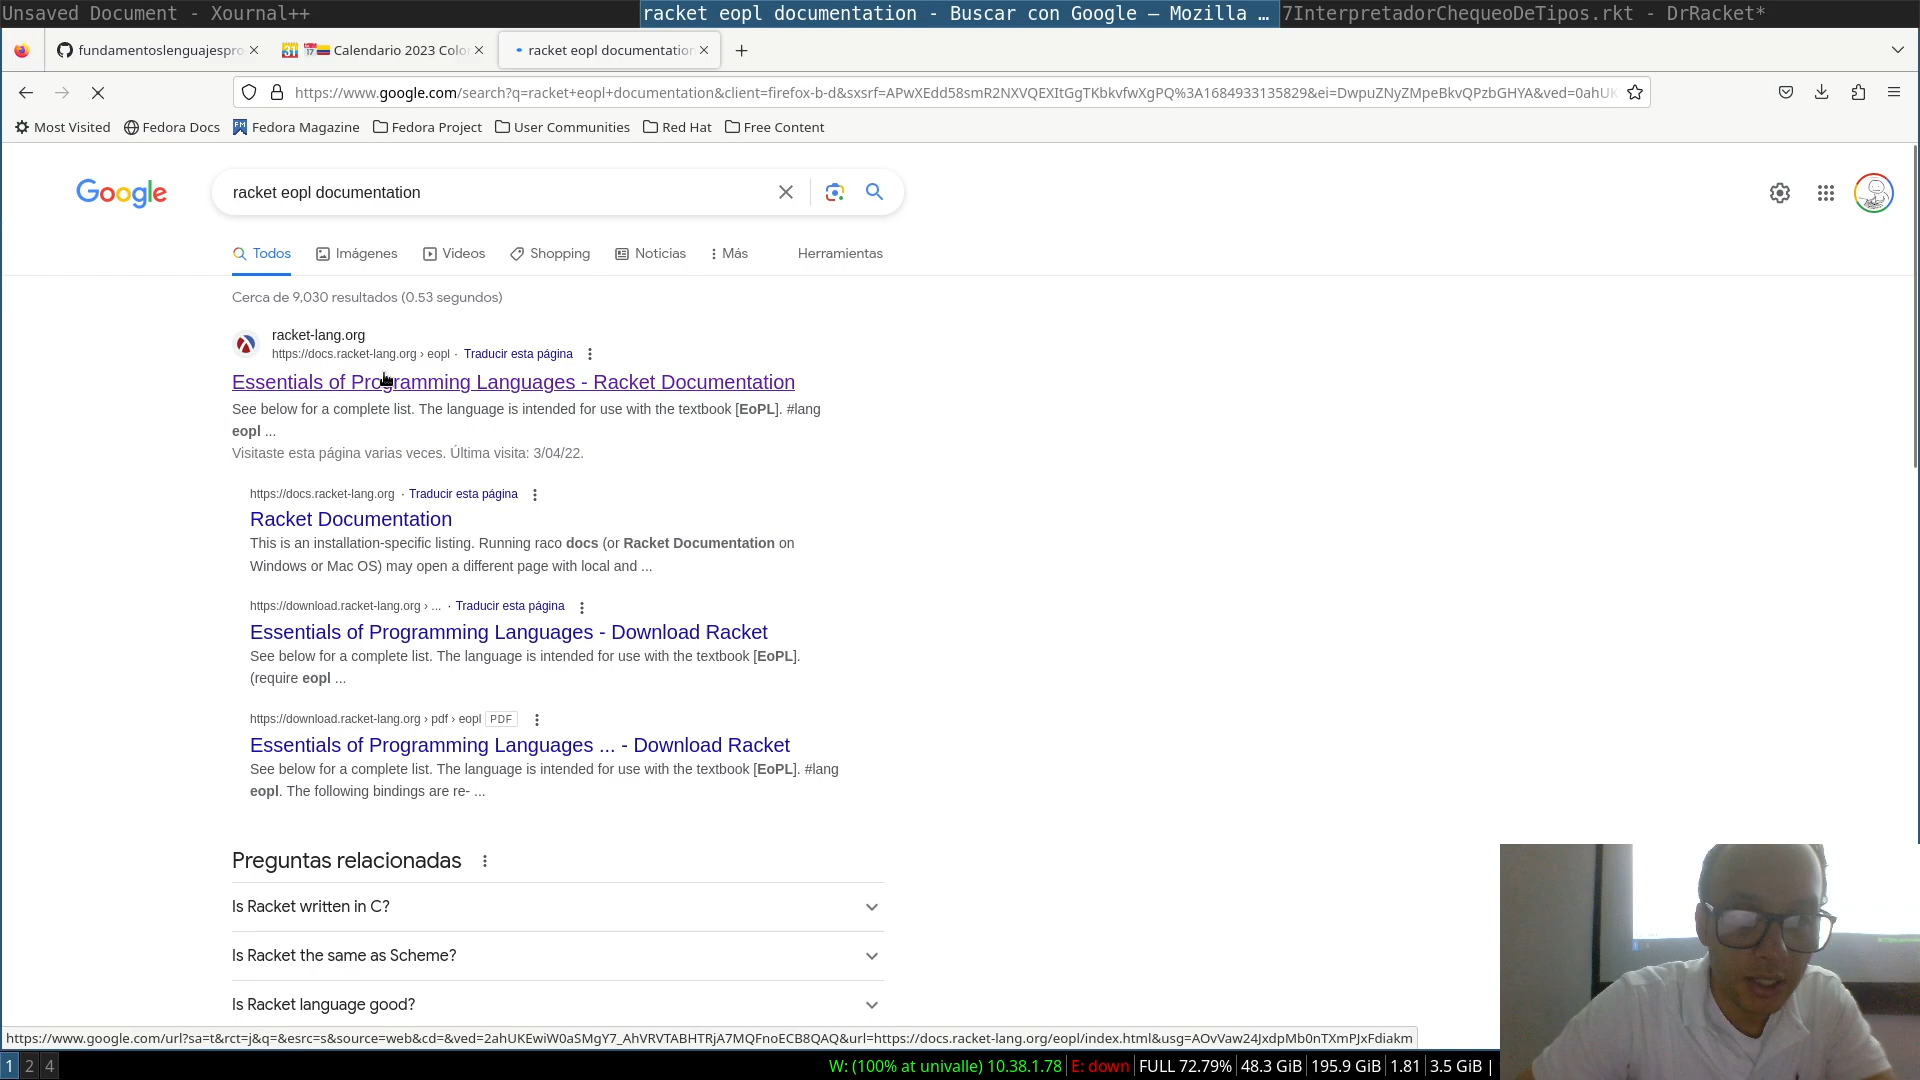 Unsaved Document - Xournal++
racket eopl documentation - Buscar con Google — Mozilla …
7InterpretadorChequeoDeTipos.rkt - DrRacket*
fundamentoslenguajespro
Calendario 2023 Color
racket eopl documentation
https://www.google.com/search?q=racket+eopl+documentation&client=firefox-b-d&sxsrf=APwXEdd58smR2NXVQEXItGgTKbkvfwXgPQ%3A1684933135829&ei=DwpuZNyZMpeBkvQPzbGHYA&ved=0ahUK
Most Visited
Fedora Docs
Fedora Magazine
Fedora Project
User Communities
Red Hat
Free Content
Google
racket eopl documentation
Todos
Imágenes
Videos
Shopping
Noticias
Más
Herramientas
Cerca de 9,030 resultados (0.53 segundos)
racket-lang.org
https://docs.racket-lang.org › eopl · Traducir esta página
Essentials of Programming Languages - Racket Documentation
See below for a complete list. The language is intended for use with the textbook [EoPL]. #lang
eopl ...
Visitaste esta página varias veces. Última visita: 3/04/22.
https://docs.racket-lang.org · Traducir esta página
Racket Documentation
This is an installation-specific listing. Running raco docs (or Racket Documentation on
Windows or Mac OS) may open a different page with local and ...
https://download.racket-lang.org › ... · Traducir esta página
Essentials of Programming Languages - Download Racket
See below for a complete list. The language is intended for use with the textbook [EoPL].
(require eopl ...
https://download.racket-lang.org › pdf › eopl PDF
Essentials of Programming Languages ... - Download Racket
See below for a complete list. The language is intended for use with the textbook [EoPL]. #lang
eopl. The following bindings are re- ...
Preguntas relacionadas
Is Racket written in C?
Is Racket the same as Scheme?
Is Racket language good?
https://www.google.com/url?sa=t&rct=j&q=&esrc=s&source=web&cd=&ved=2ahUKEwiW0aSMgY7_AhVRVTABHTRjA7MQFnoECB8QAQ&url=https://docs.racket-lang.org/eopl/index.html&usg=AOvVaw24JxdpMb0nTXmPJxFdiakm
1 2 4
W: (100% at univalle) 10.38.1.78 | E: down | FULL 72.79% | 48.3 GiB | 195.9 GiB | 1.81 | 3.5 GiB |